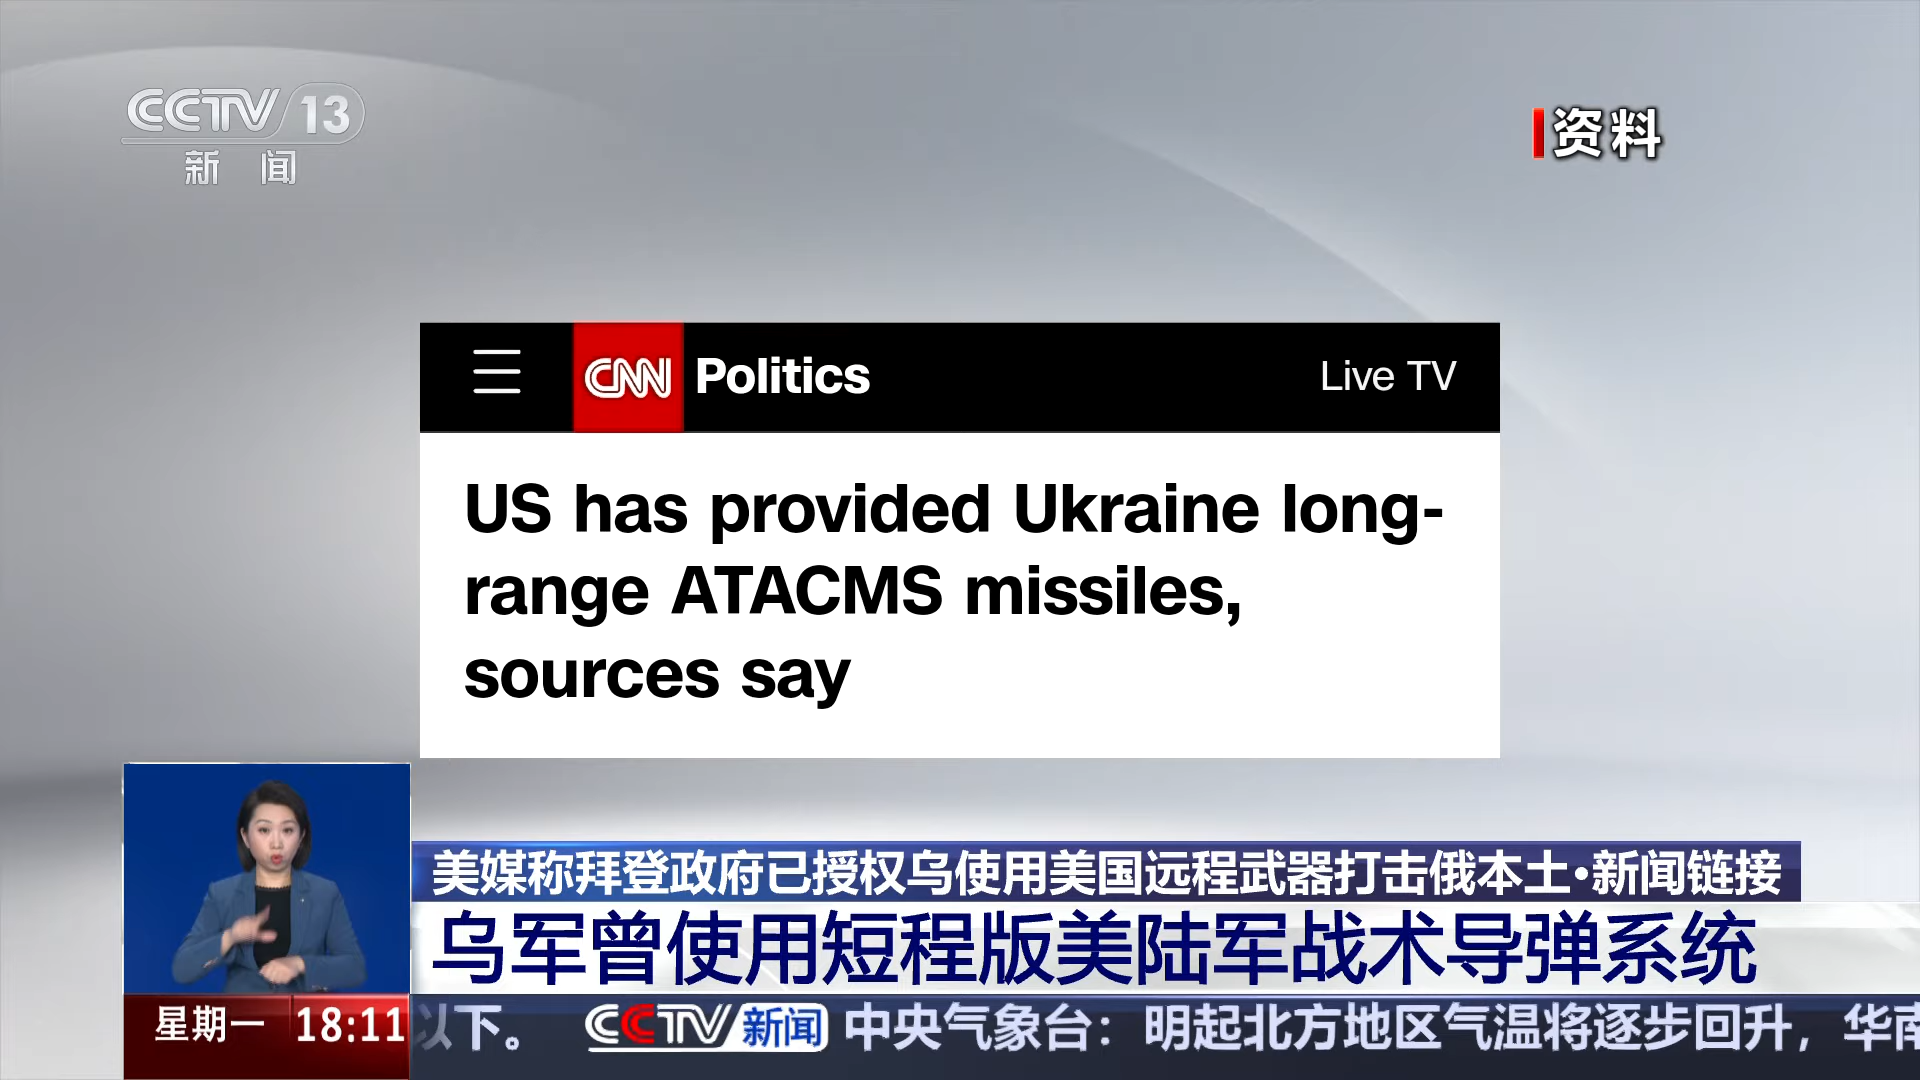 CCTV 13
新 闻
资料
CNN Politics
Live TV
US has provided Ukraine long-
range ATACMS missiles,
sources say
美媒称拜登政府已授权乌使用美国远程武器打击俄本土·新闻链接
乌军曾使用短程版美陆军战术导弹系统
星期一 18:11
以下。 CCTV 新闻 中央气象台：明起北方地区气温将逐步回升，华南